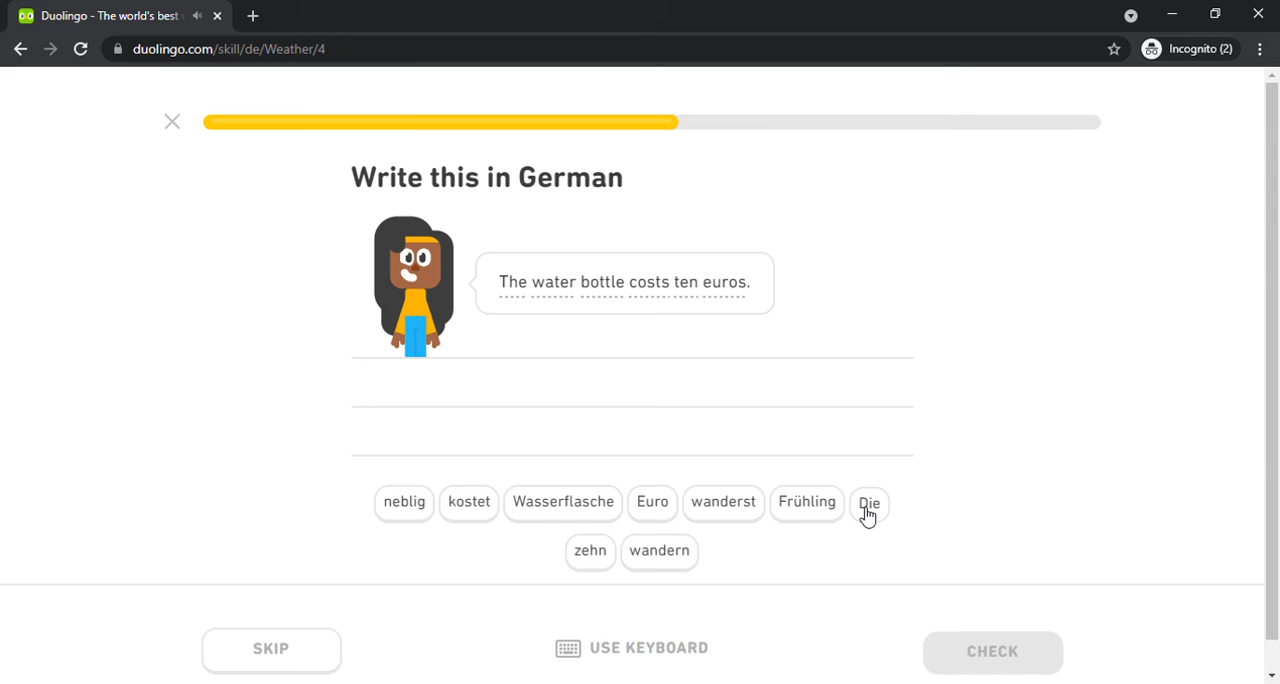 Duolingo - The world's best
duolingo.com/skill/de/Weather/4
Incognito (2)
Write this in German
The water bottle costs ten euros.
neblig kostet Wasserflasche Euro wanderst Frühling Die
zehn wandern
SKIP USE KEYBOARD CHECK